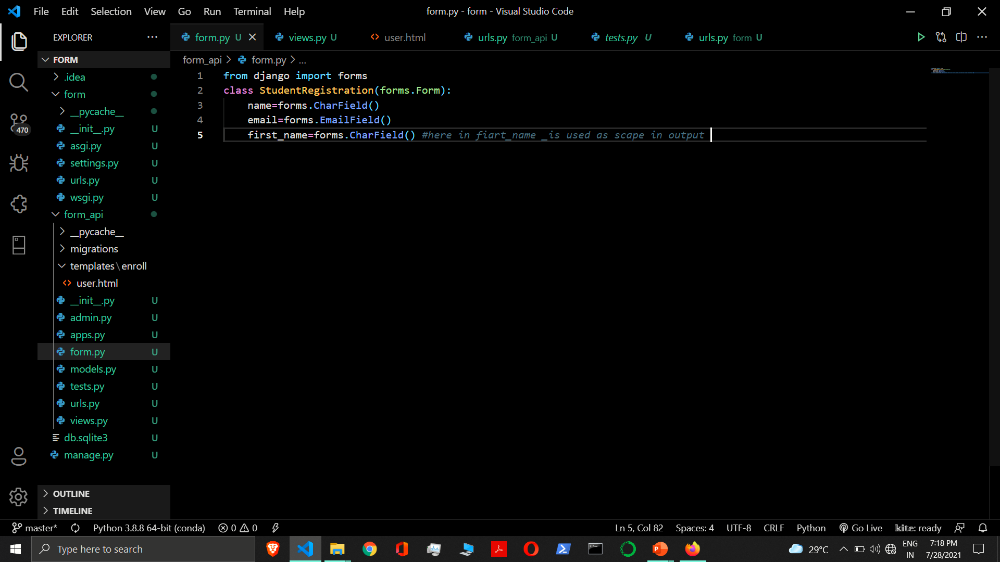 File Edit Selection View Go Run Terminal Help
form.py - form - Visual Studio Code
EXPLORER
form.py U
views.py U
user.html
urls.py form_api U
tests.py U
urls.py form U
FORM
form_api > form.py > ...
.idea
form
__pycache__
__init__.py U
asgi.py U
settings.py U
urls.py U
wsgi.py U
form_api
__pycache__
migrations
templates\enroll
user.html
__init__.py U
admin.py U
apps.py U
form.py U
models.py U
tests.py U
urls.py U
views.py U
db.sqlite3 U
manage.py U
OUTLINE
TIMELINE
470
1 from django import forms
2 class StudentRegistration(forms.Form):
3 name=forms.CharField()
4 email=forms.EmailField()
5 first_name=forms.CharField() #here in fiart_name _is used as scape in output
master* Python 3.8.8 64-bit (conda) 0 0 Ln 5, Col 82 Spaces: 4 UTF-8 CRLF Python Go Live kite: ready
Type here to search
P
29°C
ENG
IN
7:18 PM
7/28/2021